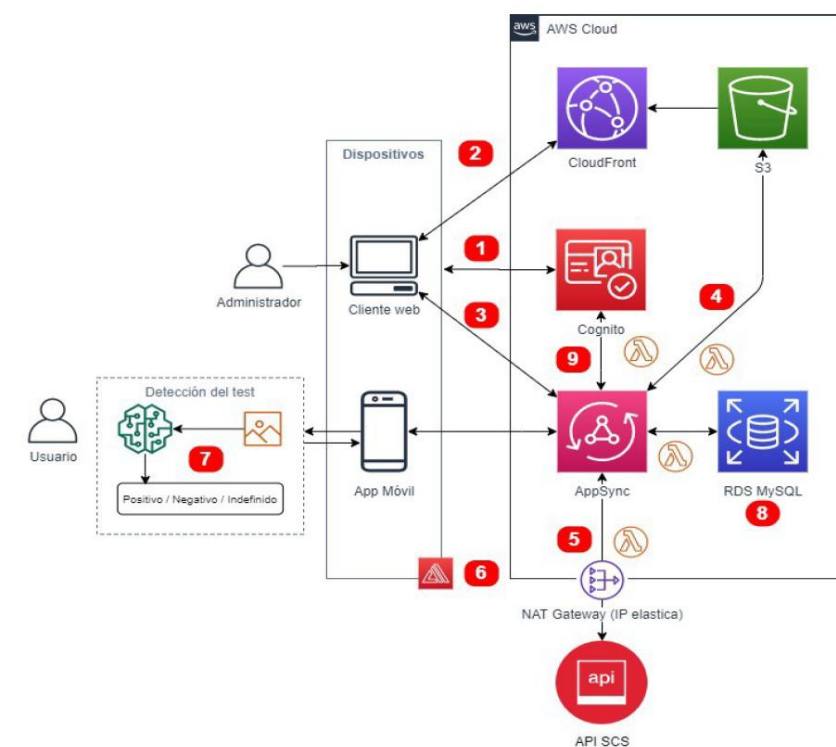 aws
AWS Cloud
CloudFront
S3
Dispositivos
2
1
Administrador
Cliente web
3
Cognito
4
9
Detección del test
Usuario
7
Positivo / Negativo / Indefinido
App Móvil
AppSync
RDS MySQL
8
5
6
NAT Gateway (IP elastica)
api
API SCS